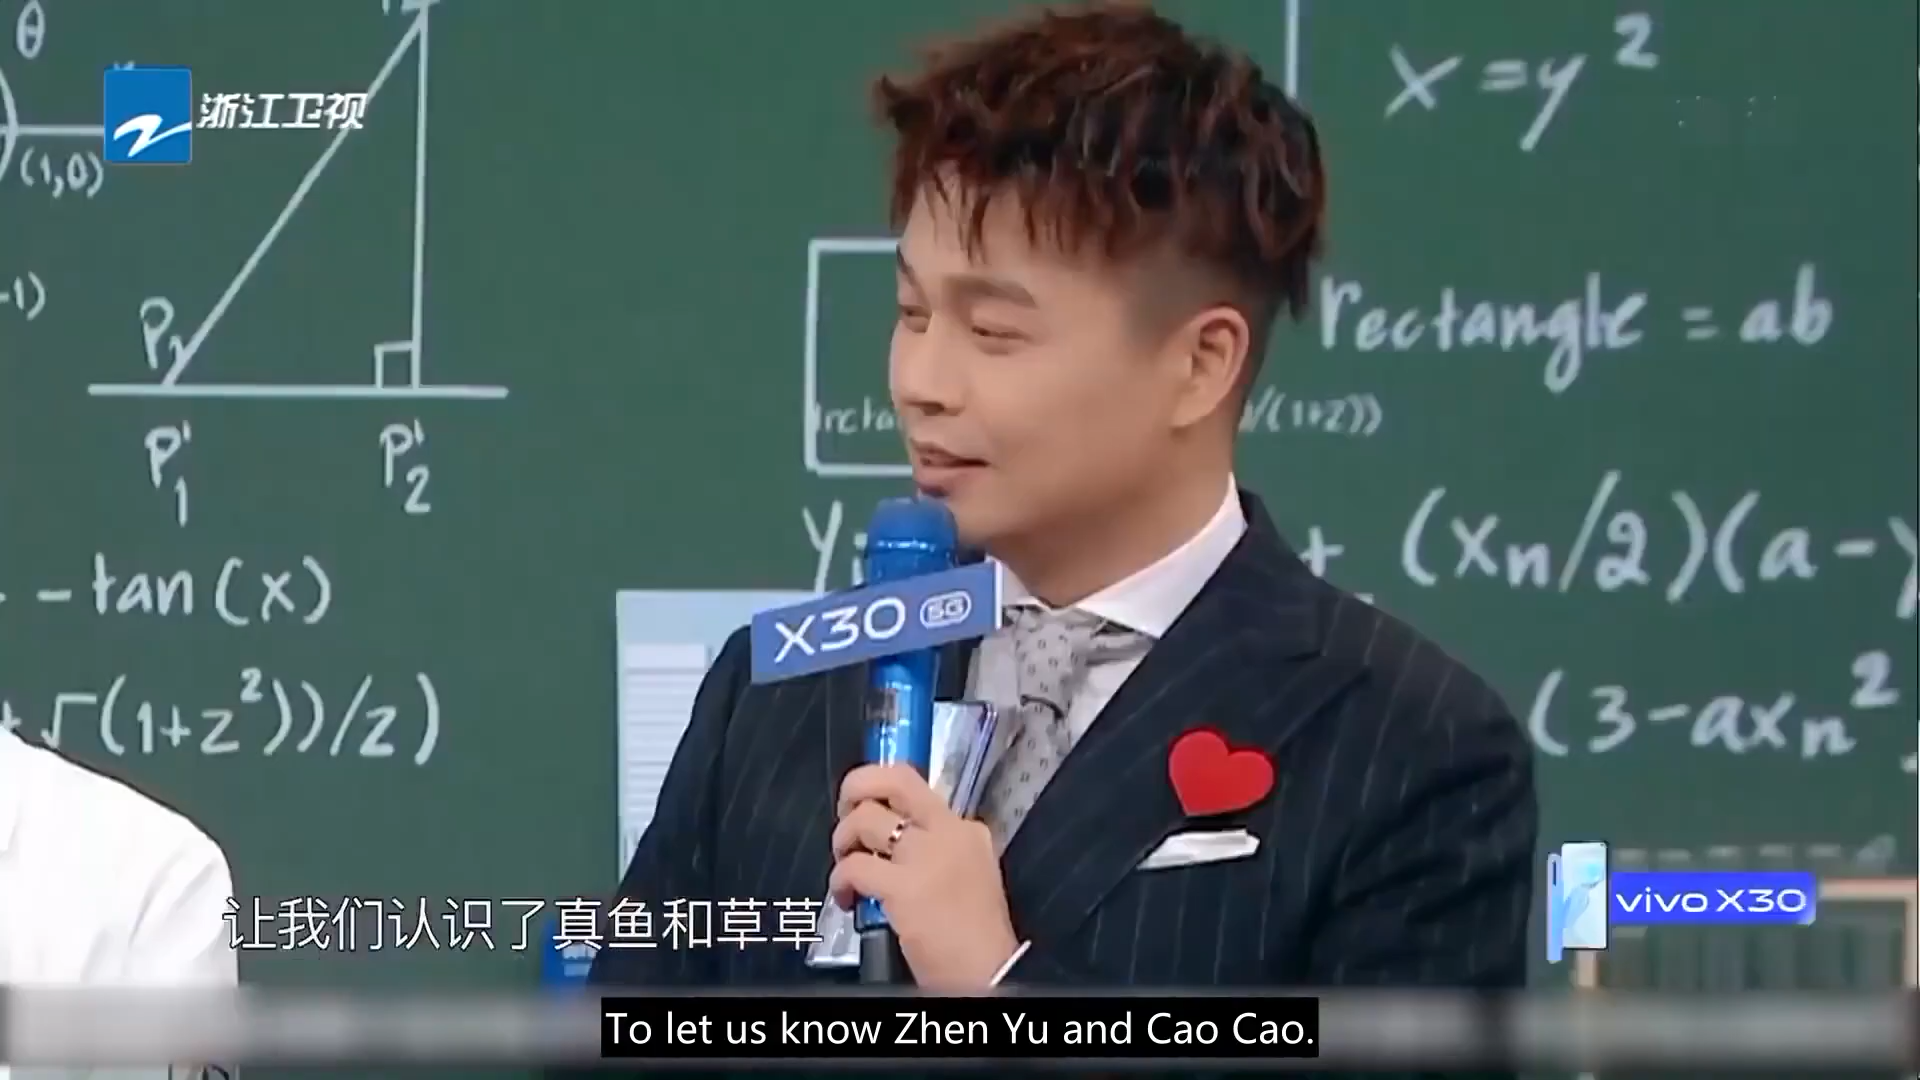 θ
浙江卫视
(1,0)
x = y²
-1)
P₁
rectangle = ab
/(1+z))
P'₁
P'₂
+ (xₙ/2)(a-y
- -tan(x)
X30 5G
+√(1+z²))/z)
(3-axₙ²
vivo X30
让我们认识了真鱼和草草
To let us know Zhen Yu and Cao Cao.